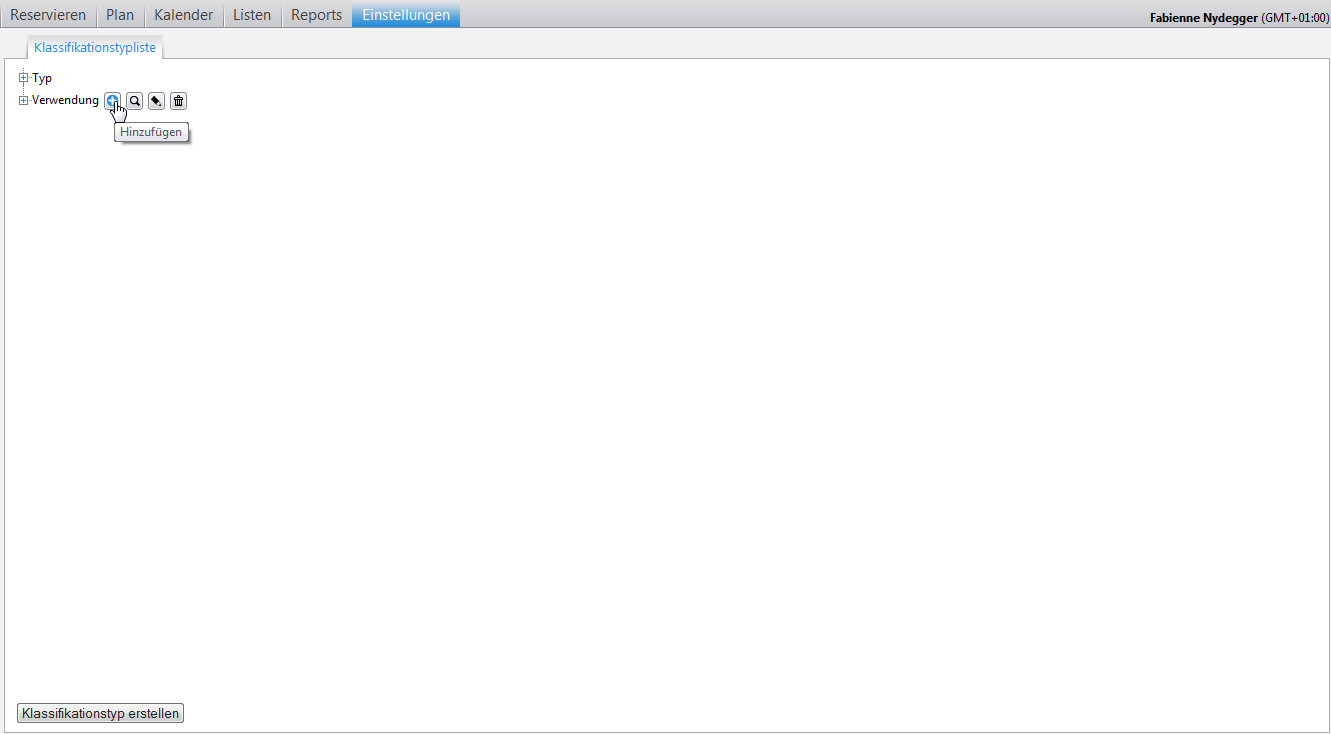 Reservieren Plan Kalender Listen Reports Einstellungen Fabienne Nydegger (GMT+01:00)
Klassifikationstypliste
Typ
Verwendung
Hinzufügen
Klassifikationstyp erstellen